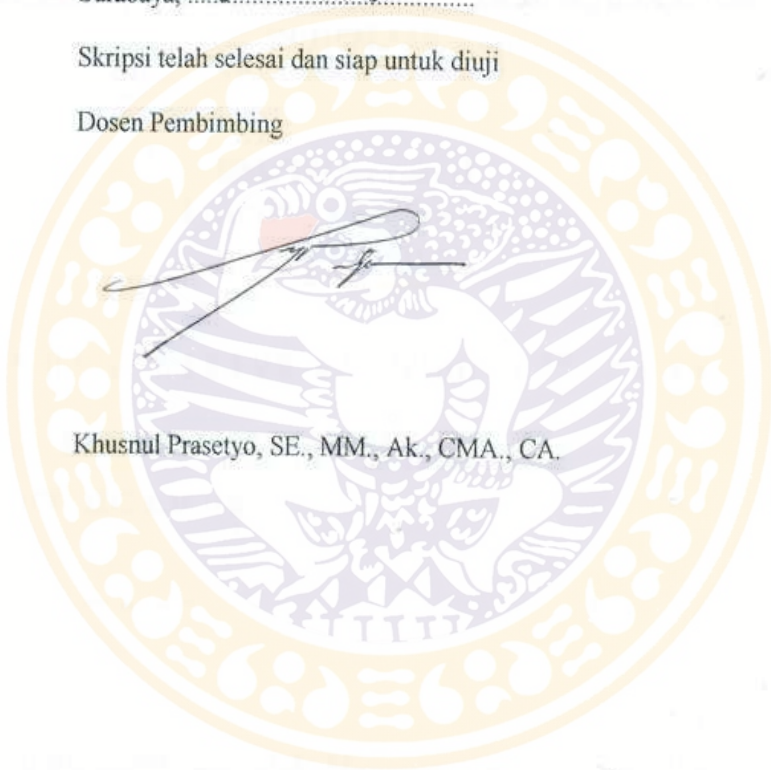 Skripsi telah selesai dan siap untuk diuji
Dosen Pembimbing
Khusnul Prasetyo, SE., MM., Ak., CMA., CA.